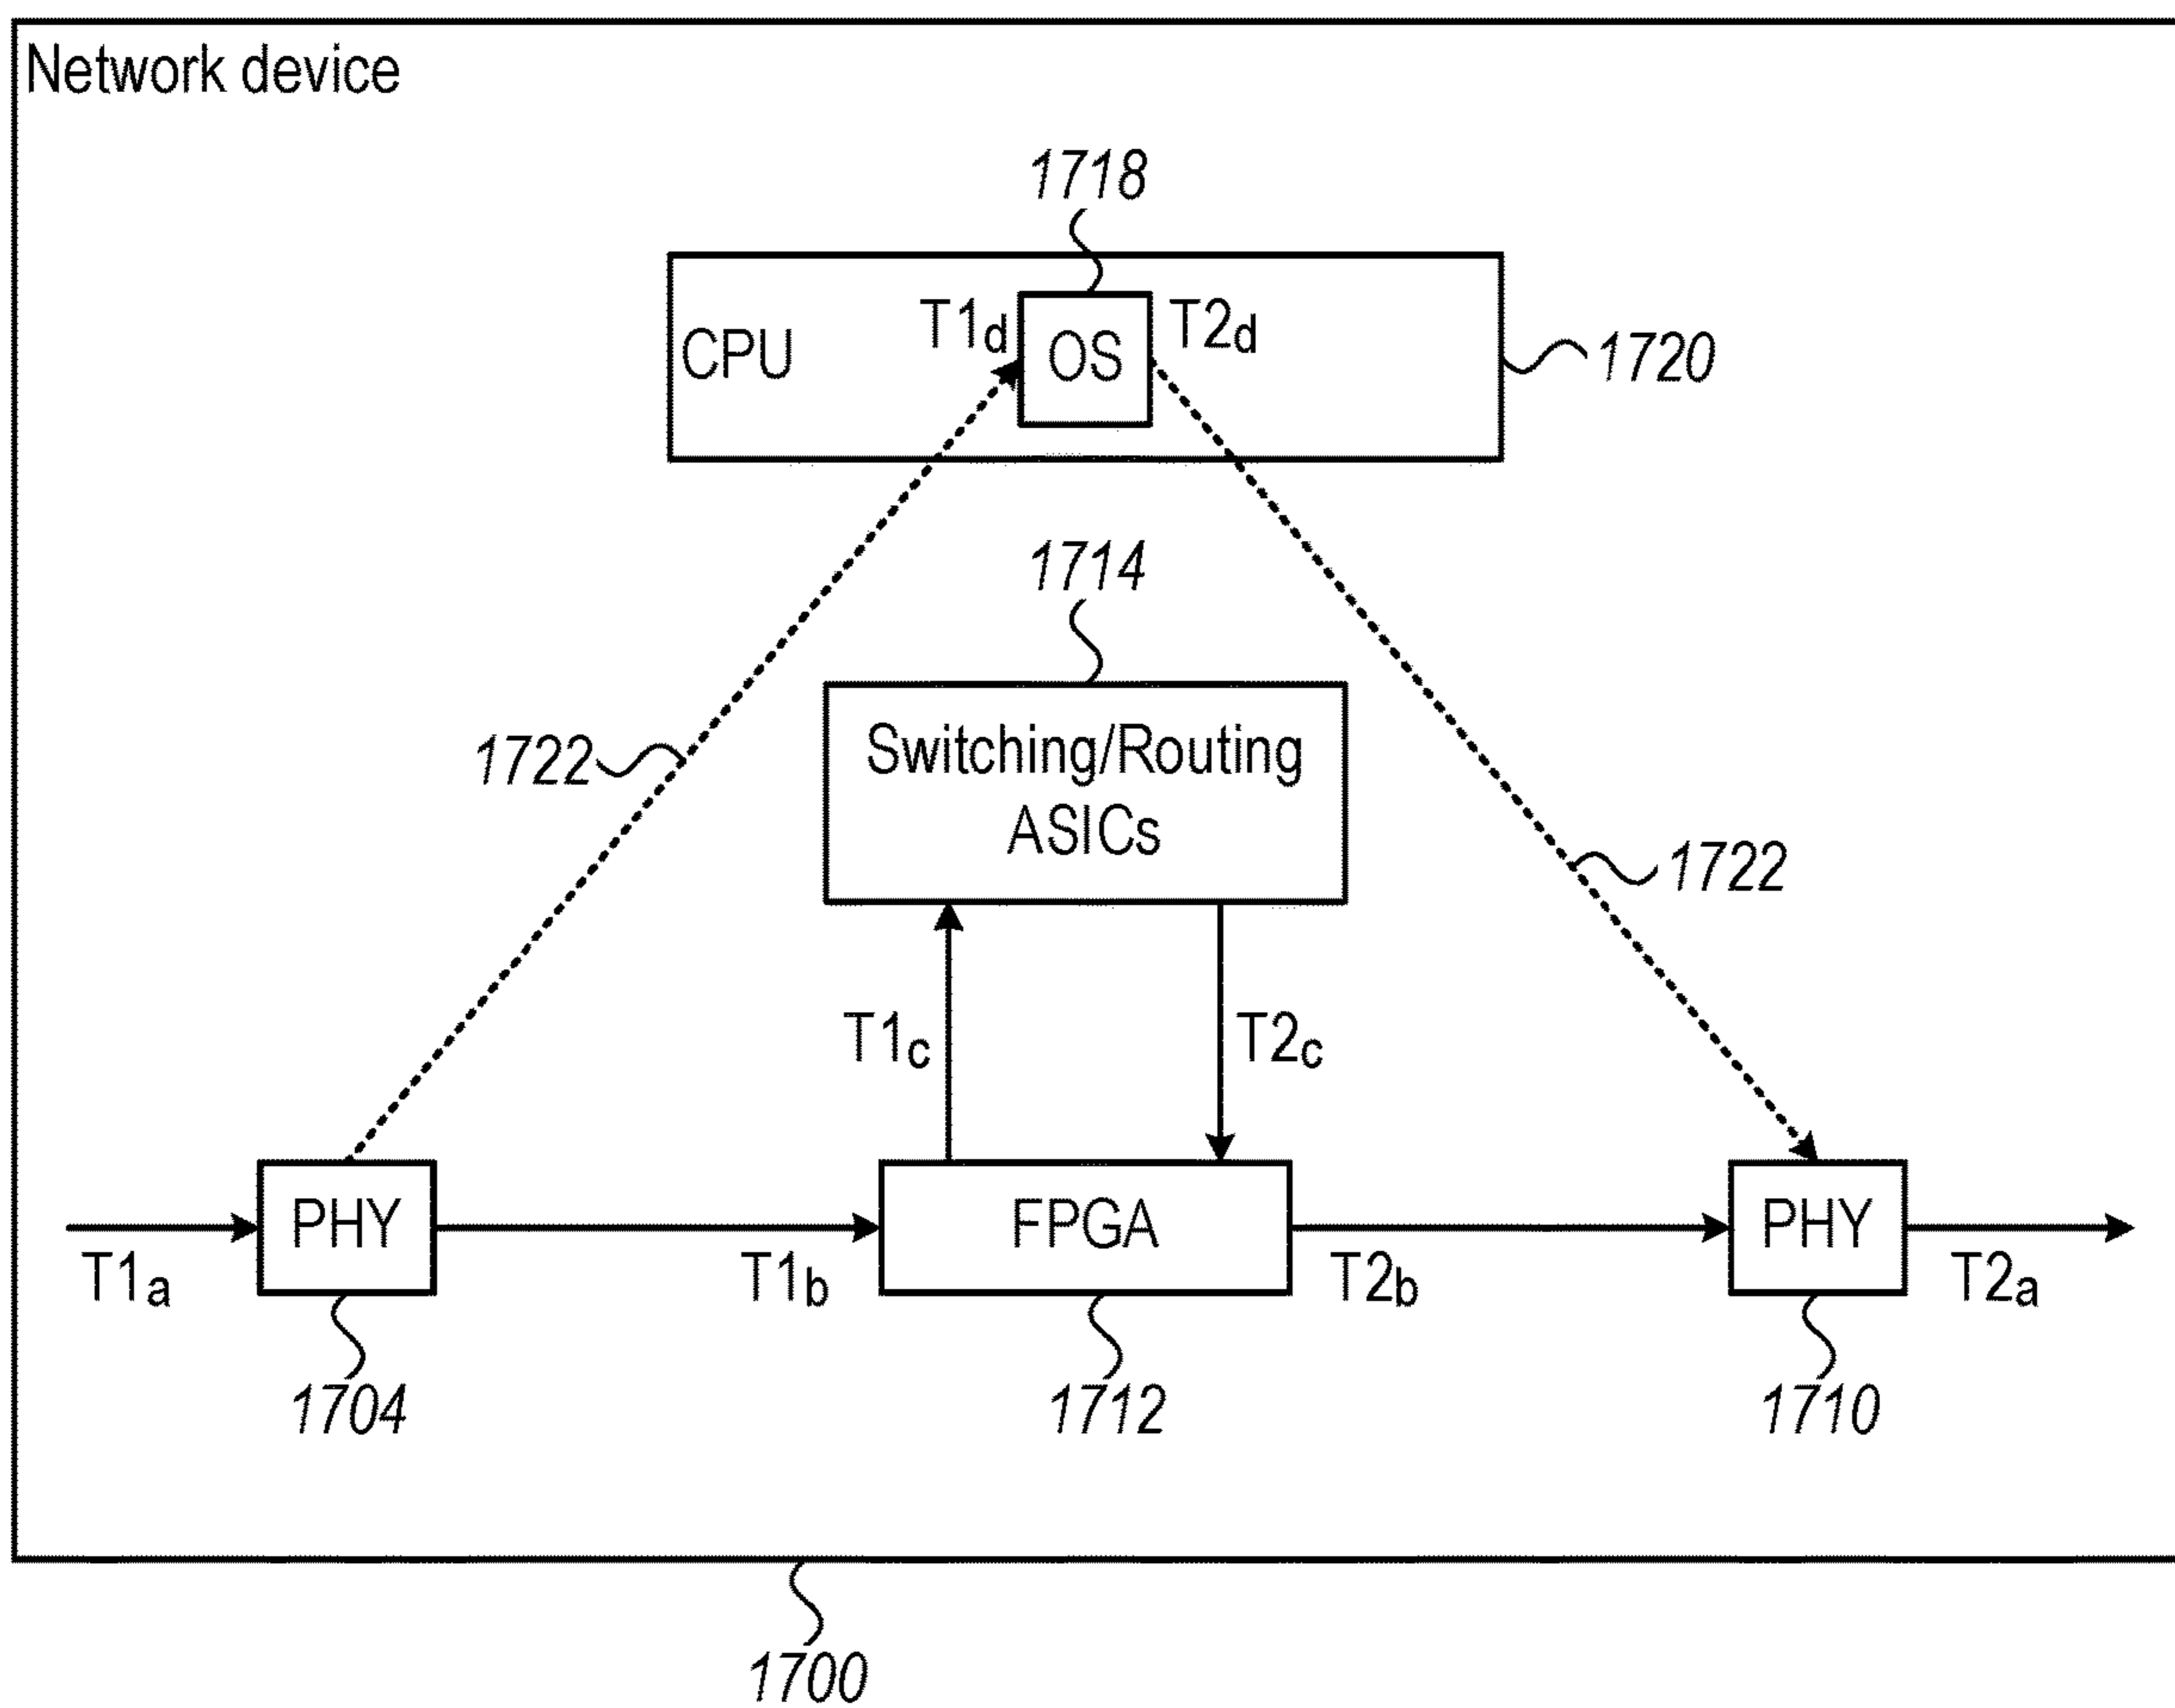 Network device
1718
T1d
T2d
CPU
OS
1720
1714
Switching/Routing
ASICs
1722
1722
T1c
T2c
PHY
FPGA
PHY
T1a
T1b
T2b
T2a
1704
1712
1710
1700